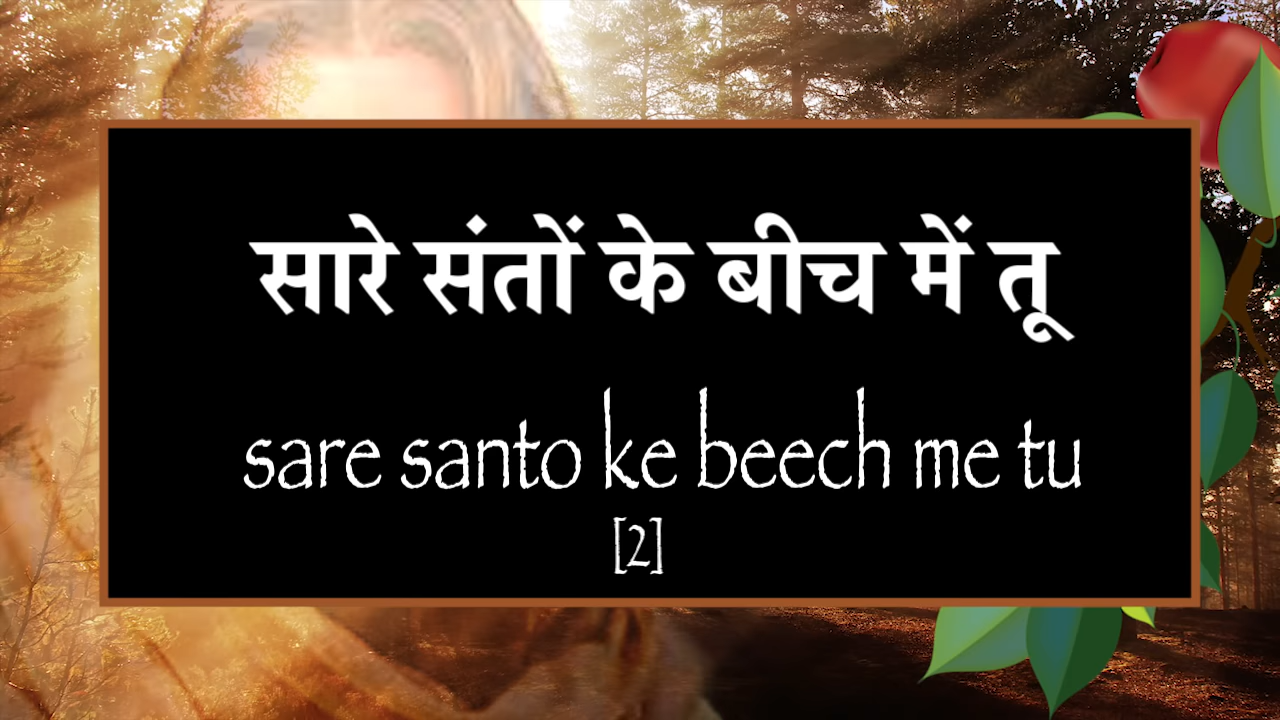 सारे संतों के बीच में तू
sare santo ke beech me tu
[2]